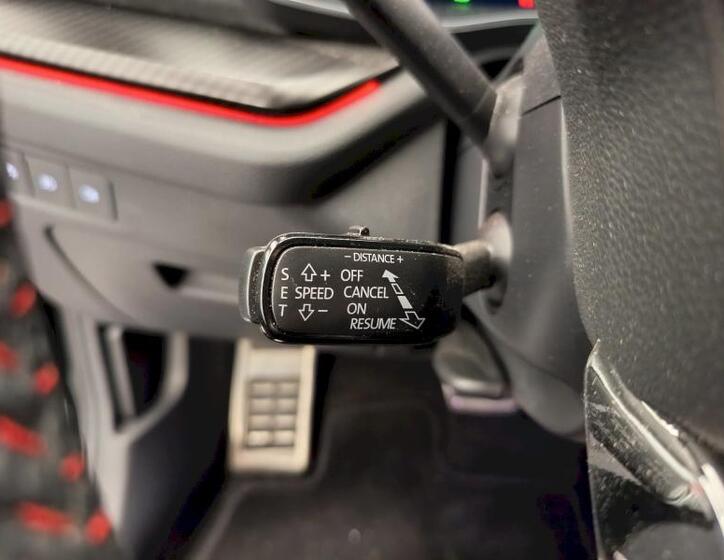 − DISTANCE +
S ⇧ + OFF
E SPEED CANCEL
T ⇩ − ON
RESUME